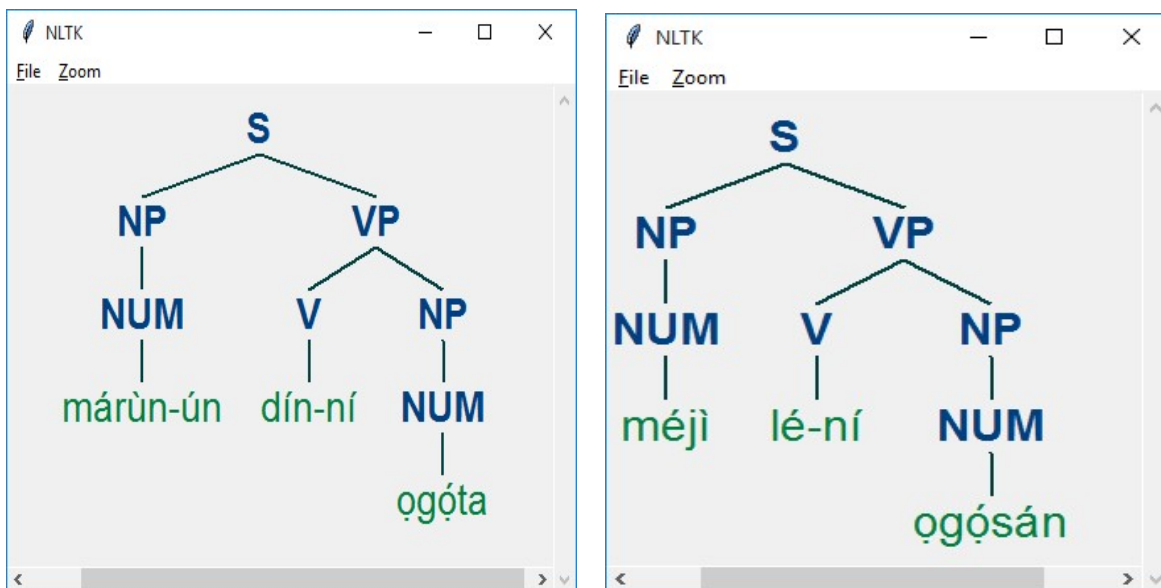 NLTK
File Zoom
S
NP VP
NUM V NP
márùn-ún dín-ní NUM
ọgọ́ta
NLTK
File Zoom
S
NP VP
NUM V NP
méjì lé-ní NUM
ọgọ́sán